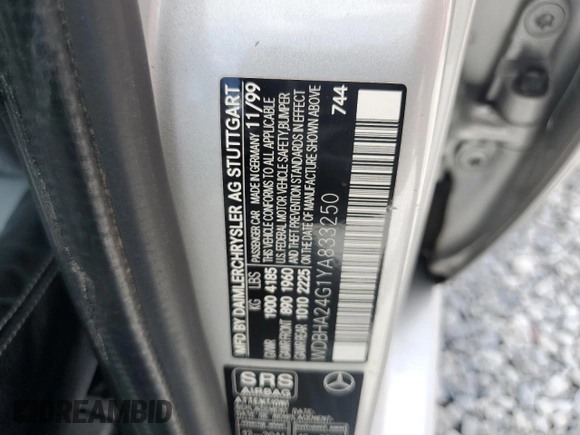 MFD BY DAIMLERCHRYSLER AG STUTTGART
PASSENGER CAR MADE IN GERMANY 11/99
KG LBS THIS VEHICLE CONFORMS TO ALL APPLICABLE
GVWR 1900 4185 U.S. FEDERAL MOTOR VEHICLE SAFETY, BUMPER
GAWR FRONT 890 1960 AND THEFT PREVENTION STANDARDS IN EFFECT
GAWR REAR 1010 2225 ON THE DATE OF MANUFACTURE SHOWN ABOVE
WDBHA24G1YA833250 744
SRS
AIRBAG
ATTENTION
DREAMBID